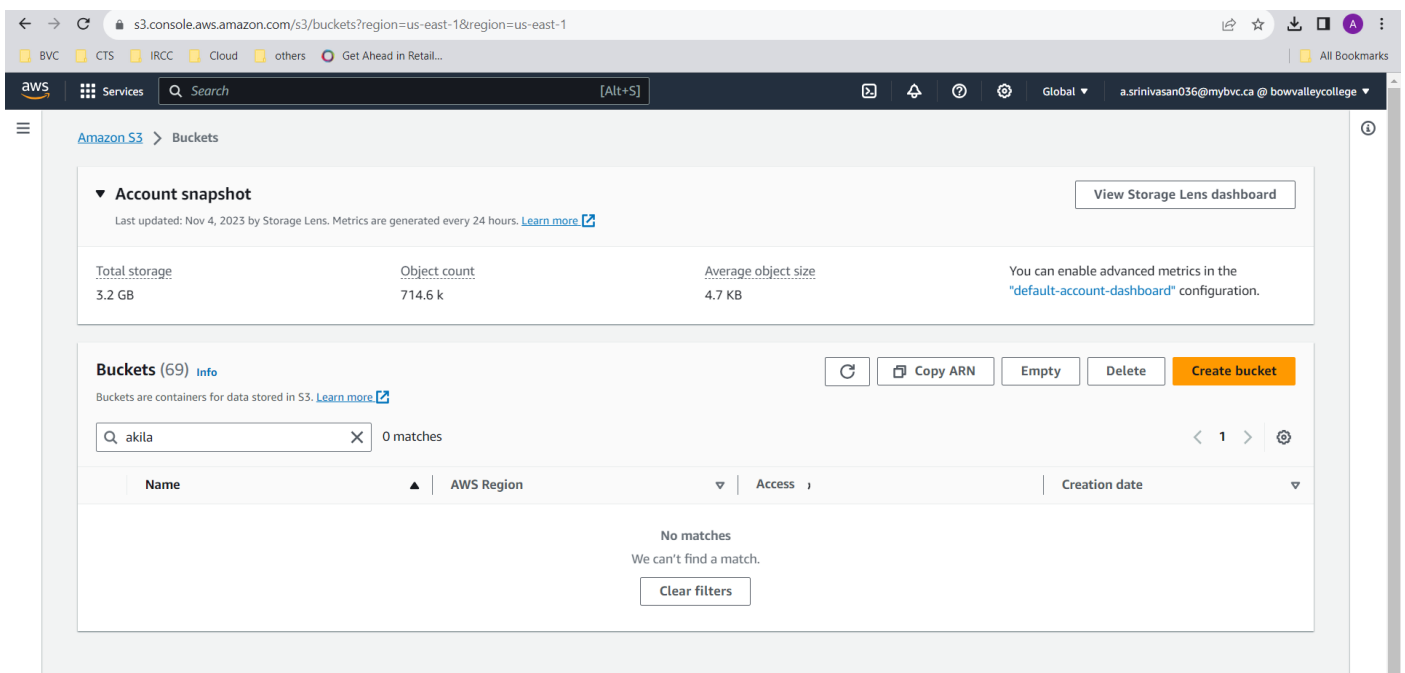 s3.console.aws.amazon.com/s3/buckets?region=us-east-1&region=us-east-1
A
BVC CTS IRCC Cloud others Get Ahead in Retail... All Bookmarks
aws Services Search [Alt+S] Global a.srinivasan036@mybvc.ca @ bowvalleycollege
Amazon S3 Buckets
Account snapshot View Storage Lens dashboard
Last updated: Nov 4, 2023 by Storage Lens. Metrics are generated every 24 hours. Learn more
Total storage Object count Average object size You can enable advanced metrics in the
3.2 GB 714.6 k 4.7 KB "default-account-dashboard" configuration.
Buckets (69) Info Copy ARN Empty Delete Create bucket
Buckets are containers for data stored in S3. Learn more
akila 0 matches 1
Name AWS Region Access Creation date
No matches
We can't find a match.
Clear filters